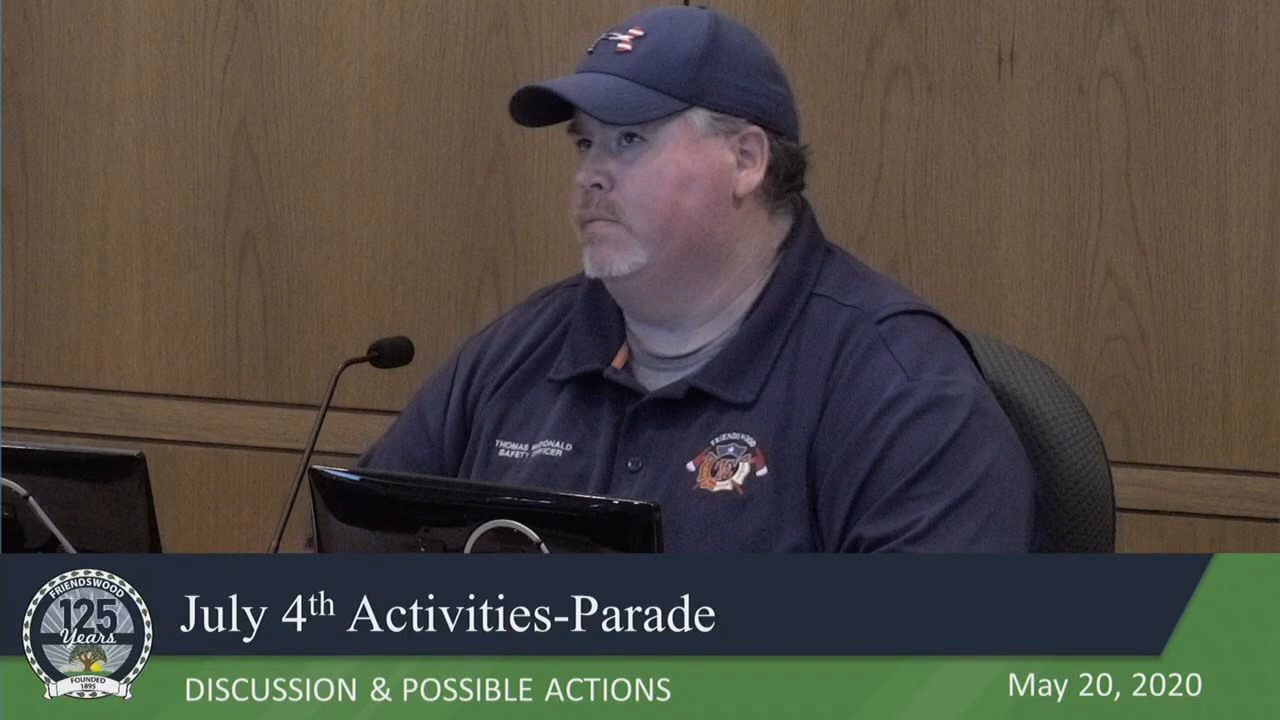 THOMAS McDONALD
SAFETY OFFICER
FRIENDSWOOD
FRIENDSWOOD
125
Years
FOUNDED
1895
July 4th Activities-Parade
DISCUSSION & POSSIBLE ACTIONS
May 20, 2020